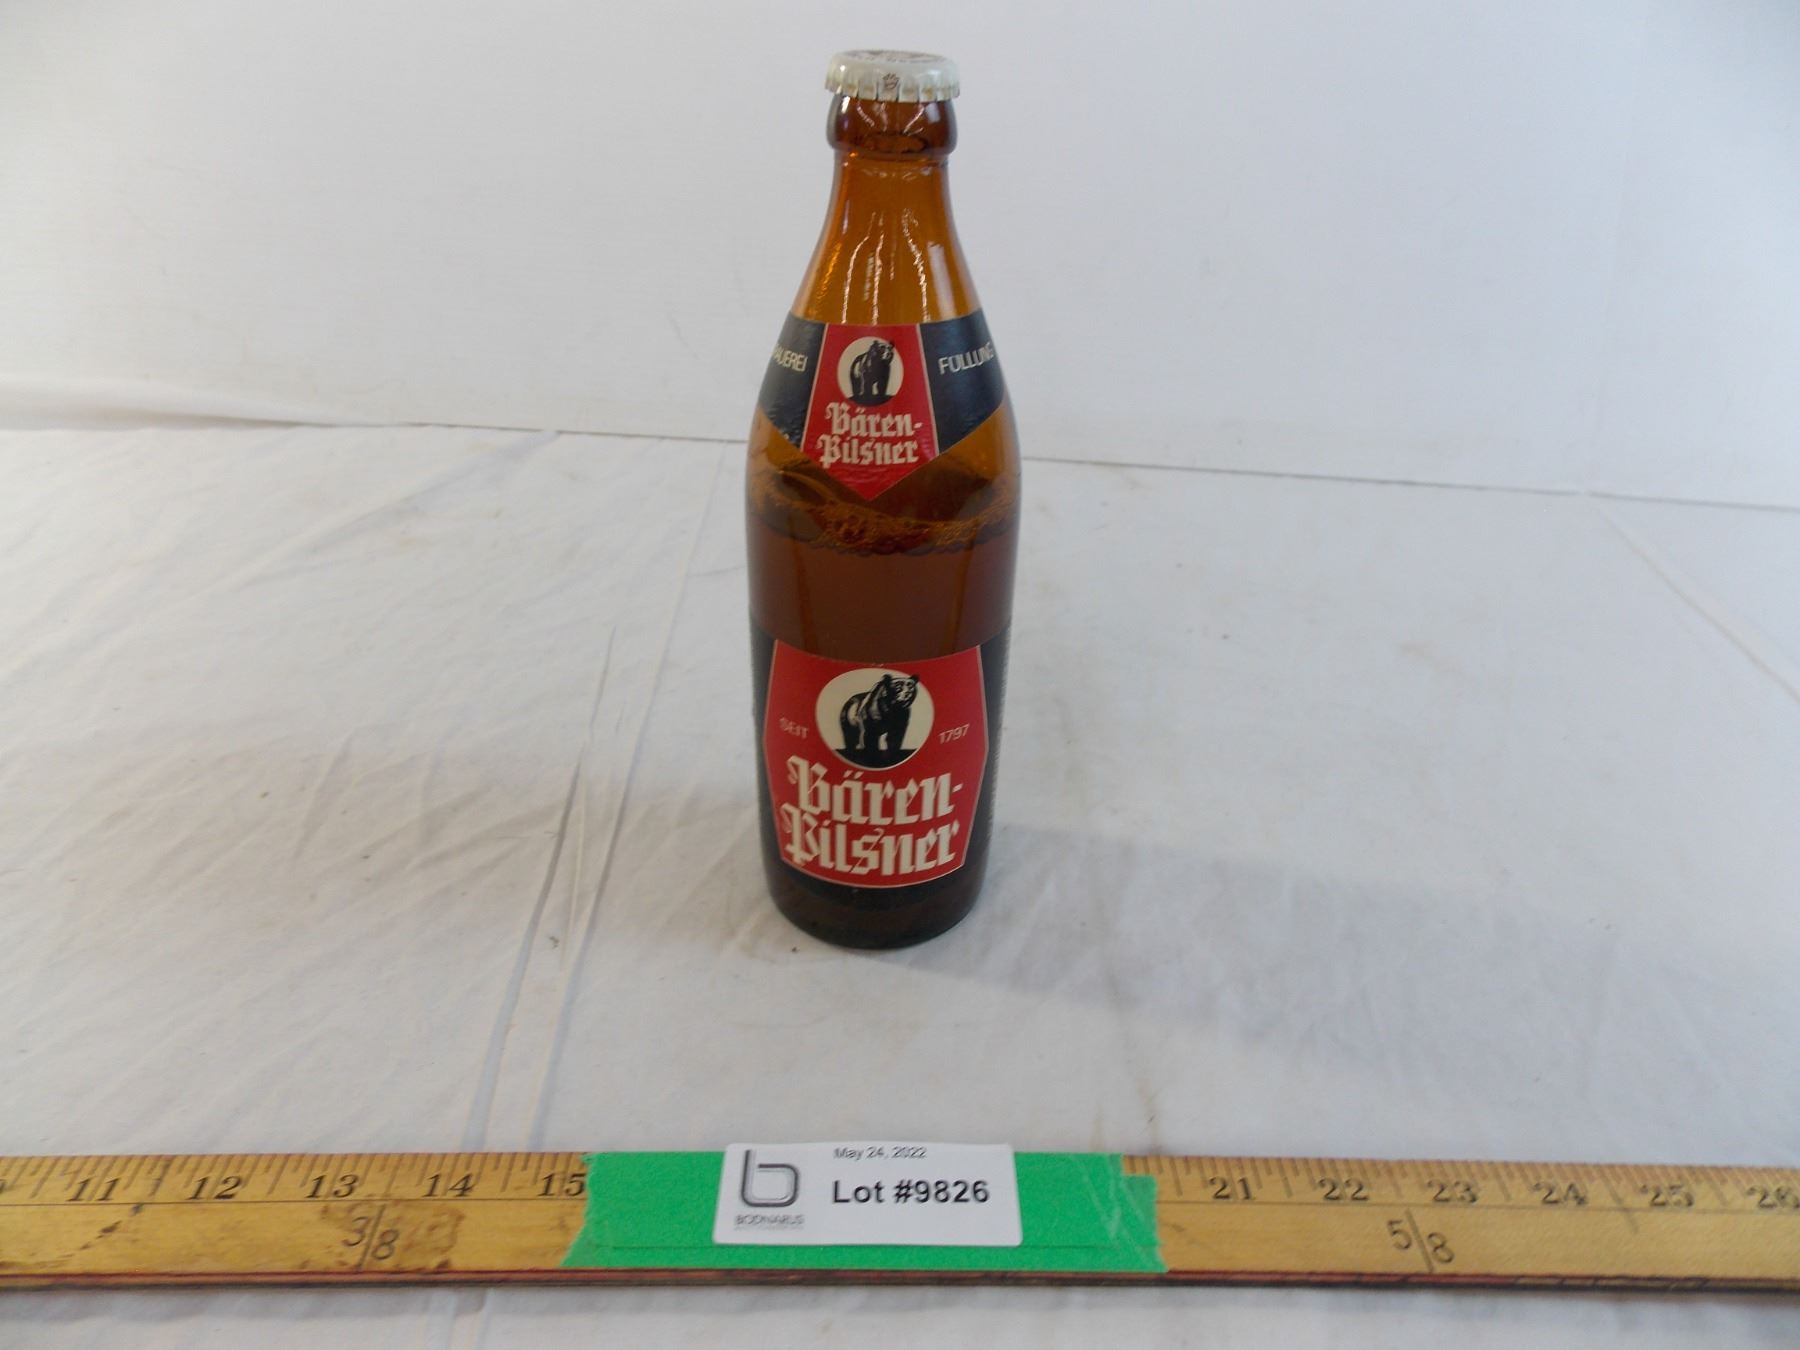 FÜLLUNG
Bären-
Pilsner
SEIT 1797
Bären-
Pilsner
May 24, 2022
Lot #9826
BODNARUS
11 12 13 14 15 21 22 23 24 25 26
3/8 5/8